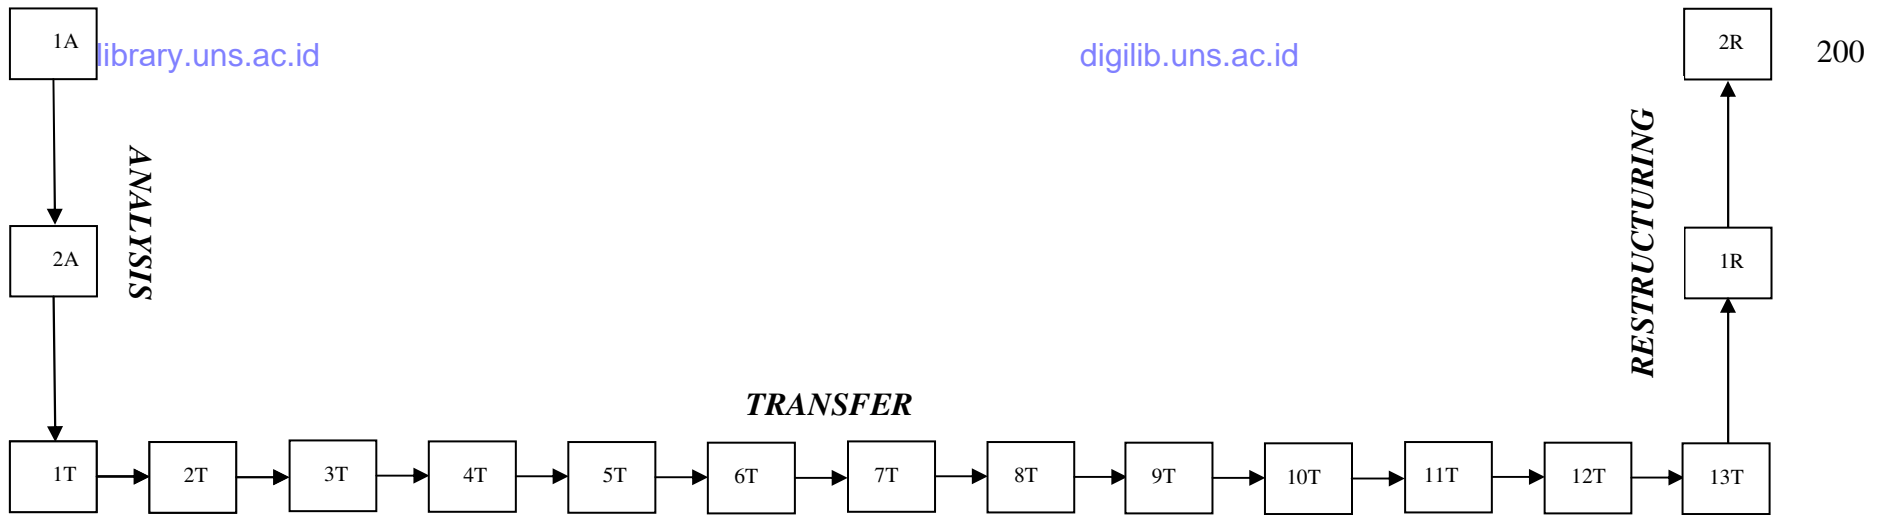 1A
library.uns.ac.id
digilib.uns.ac.id
2R
200
ANALYSIS
RESTRUCTURING
2A
1R
TRANSFER
1T
2T
3T
4T
5T
6T
7T
8T
9T
10T
11T
12T
13T